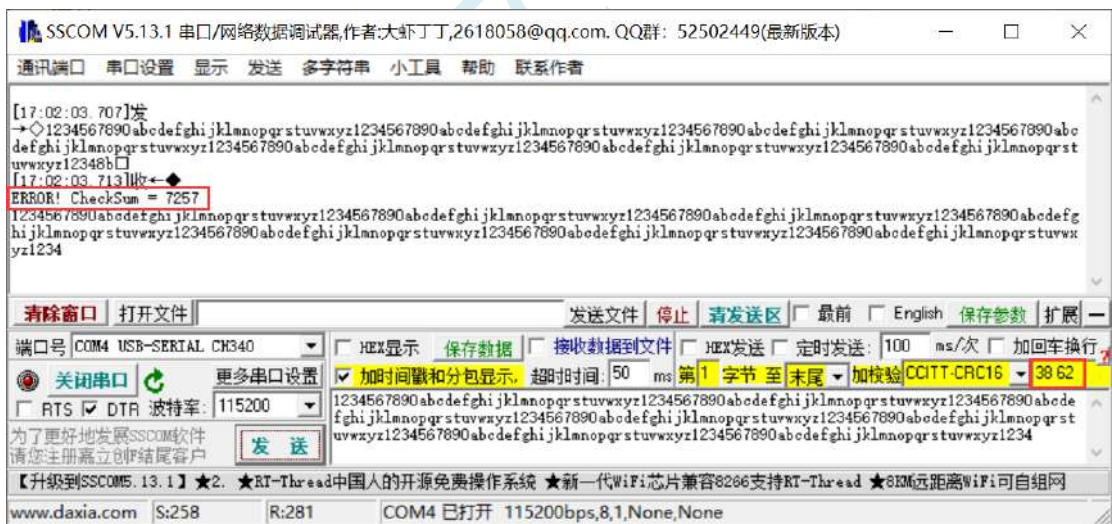 SSCOM V5.13.1 串口/网络数据调试器,作者:大虾丁丁,2618058@qq.com. QQ群: 52502449(最新版本)
通讯端口 串口设置 显示 发送 多字符串 小工具 帮助 联系作者
[17:02:03.707]发
→◇1234567890abcdefghijklmnopqrstuvwxyz1234567890abcdefghijklmnopqrstuvwxyz1234567890abcdefghijklmnopqrstuvwxyz1234567890abc
defghijklmnopqrstuvwxyz1234567890abcdefghijklmnopqrstuvwxyz1234567890abcdefghijklmnopqrstuvwxyz1234567890abcdefghijklmnopqrst
uvwxyz12348b□
[17:02:03.713]收←◆
ERROR! CheckSum = 7257
1234567890abcdefghijklmnopqrstuvwxyz1234567890abcdefghijklmnopqrstuvwxyz1234567890abcdefghijklmnopqrstuvwxyz1234567890abcdefg
hijklmnopqrstuvwxyz1234567890abcdefghijklmnopqrstuvwxyz1234567890abcdefghijklmnopqrstuvwxyz1234567890abcdefghijklmnopqrstuvwx
yz1234
清除窗口 打开文件 发送文件 停止 清发送区 最前 English 保存参数 扩展 —
端口号 COM4 USB-SERIAL CH340 HEX显示 保存数据 接收数据到文件 HEX发送 定时发送: 100 ms/次 加回车换行
关闭串口 更多串口设置 加时间戳和分包显示. 超时时间: 50 ms 第 1 字节 至 末尾 加校验 CCITT-CRC16 38 62
RTS DTR 波特率: 115200
1234567890abcdefghijklmnopqrstuvwxyz1234567890abcdefghijklmnopqrstuvwxyz1234567890abcde
fghijklmnopqrstuvwxyz1234567890abcdefghijklmnopqrstuvwxyz1234567890abcdefghijklmnopqrst
uvwxyz1234567890abcdefghijklmnopqrstuvwxyz1234567890abcdefghijklmnopqrstuvwxyz1234
为了更好地发展SSCOM软件
请您注册嘉立创F结尾客户
发 送
【升级到SSCOM5.13.1】★2. ★RT-Thread中国人的开源免费操作系统 ★新一代WiFi芯片兼容8266支持RT-Thread ★8KM远距离WiFi可自组网
www.daxia.com S:258 R:281 COM4 已打开 115200bps,8,1,None,None